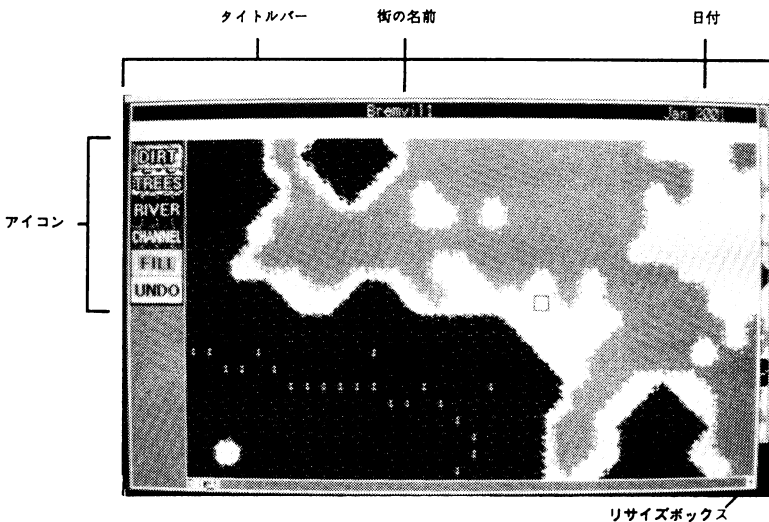 タイトルバー
街の名前
日付
Bremvill
Jan 2001
アイコン
DIRT
TREES
RIVER
CHANNEL
FILL
UNDO
リサイズボックス